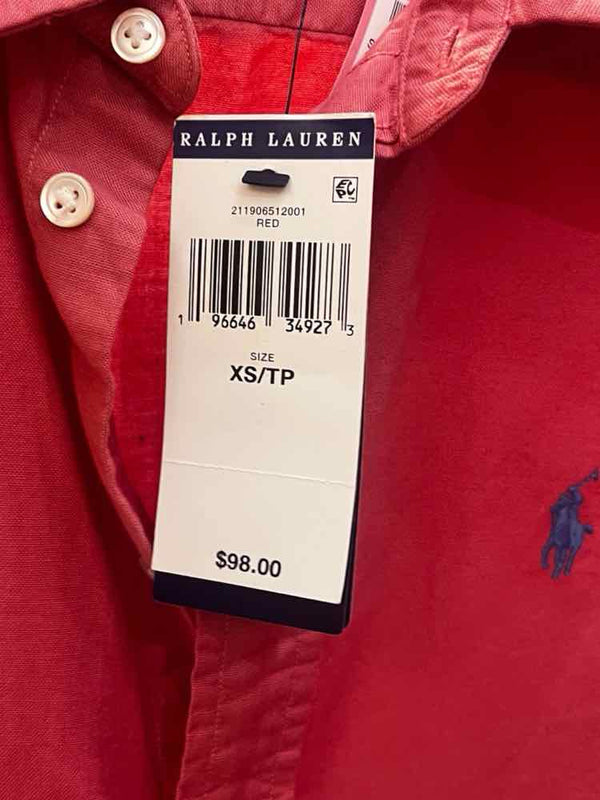 RALPH LAUREN
211906512001
RED
1 96646 34927 3
SIZE
XS/TP
$98.00